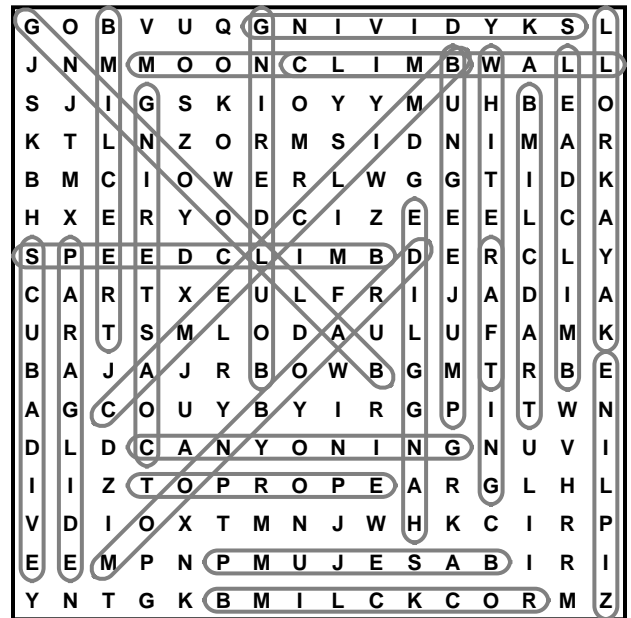 G O B V U Q G N I V I D Y K S L
J N M M O O N C L I M B W A L L
S J I G S K I O Y Y M U H B E O
K T L N Z O R M S I D N I M A R
B M C I O W E R L W G G T I D K
H X E R Y O D C I Z E E E L C A
S P E E D C L I M B D E R C L Y
C A R T X E U L F R I J A D I A
U R T S M L O D A U L U F A M K
B A J A J R B O W B G M T R B E
A G C O U Y B Y I R G P I T W N
D L D C A N Y O N I N G N U V I
I I Z T O P R O P E A R G L H L
V D I O X T M N J W H K C I R P
E E M P N P M U J E S A B I R I
Y N T G K B M I L C K C O R M Z